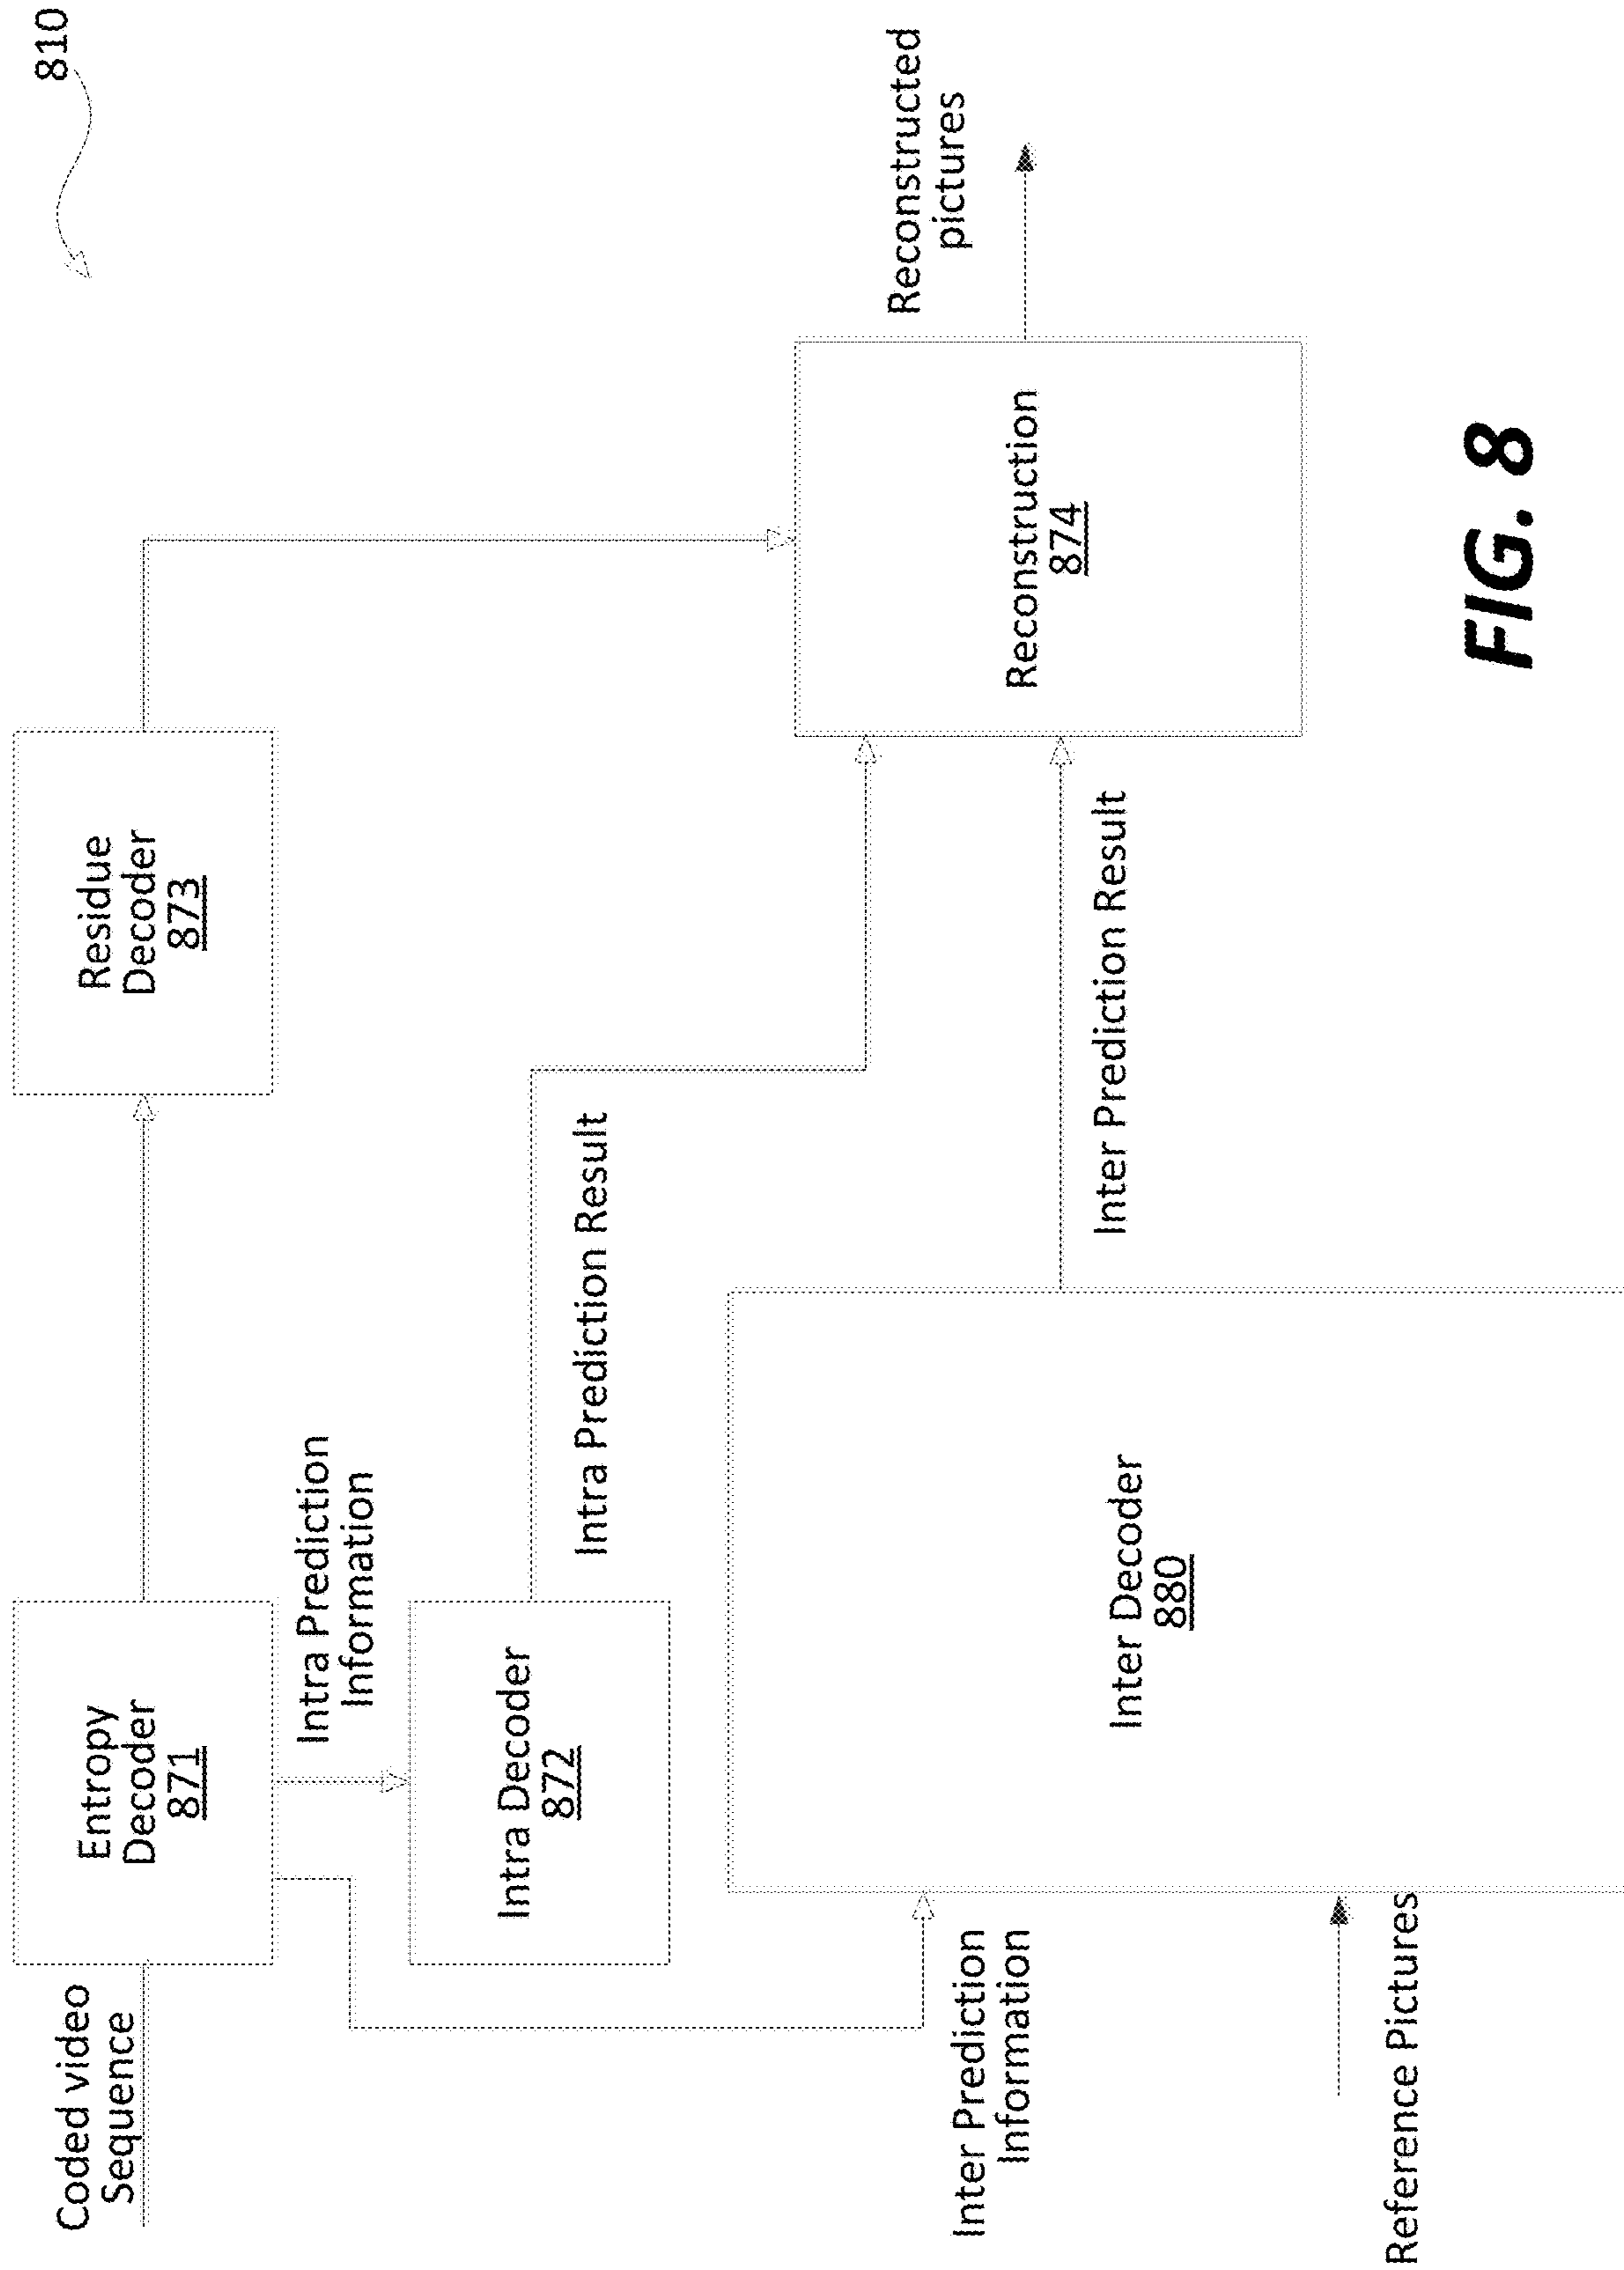 810
Coded video
Sequence
Entropy
Decoder
871
Residue
Decoder
873
Intra Prediction
Information
Intra Decoder
872
Intra Prediction Result
Inter Prediction
Information
Inter Decoder
880
Inter Prediction Result
Reference Pictures
Reconstruction
874
Reconstructed
pictures
FIG. 8